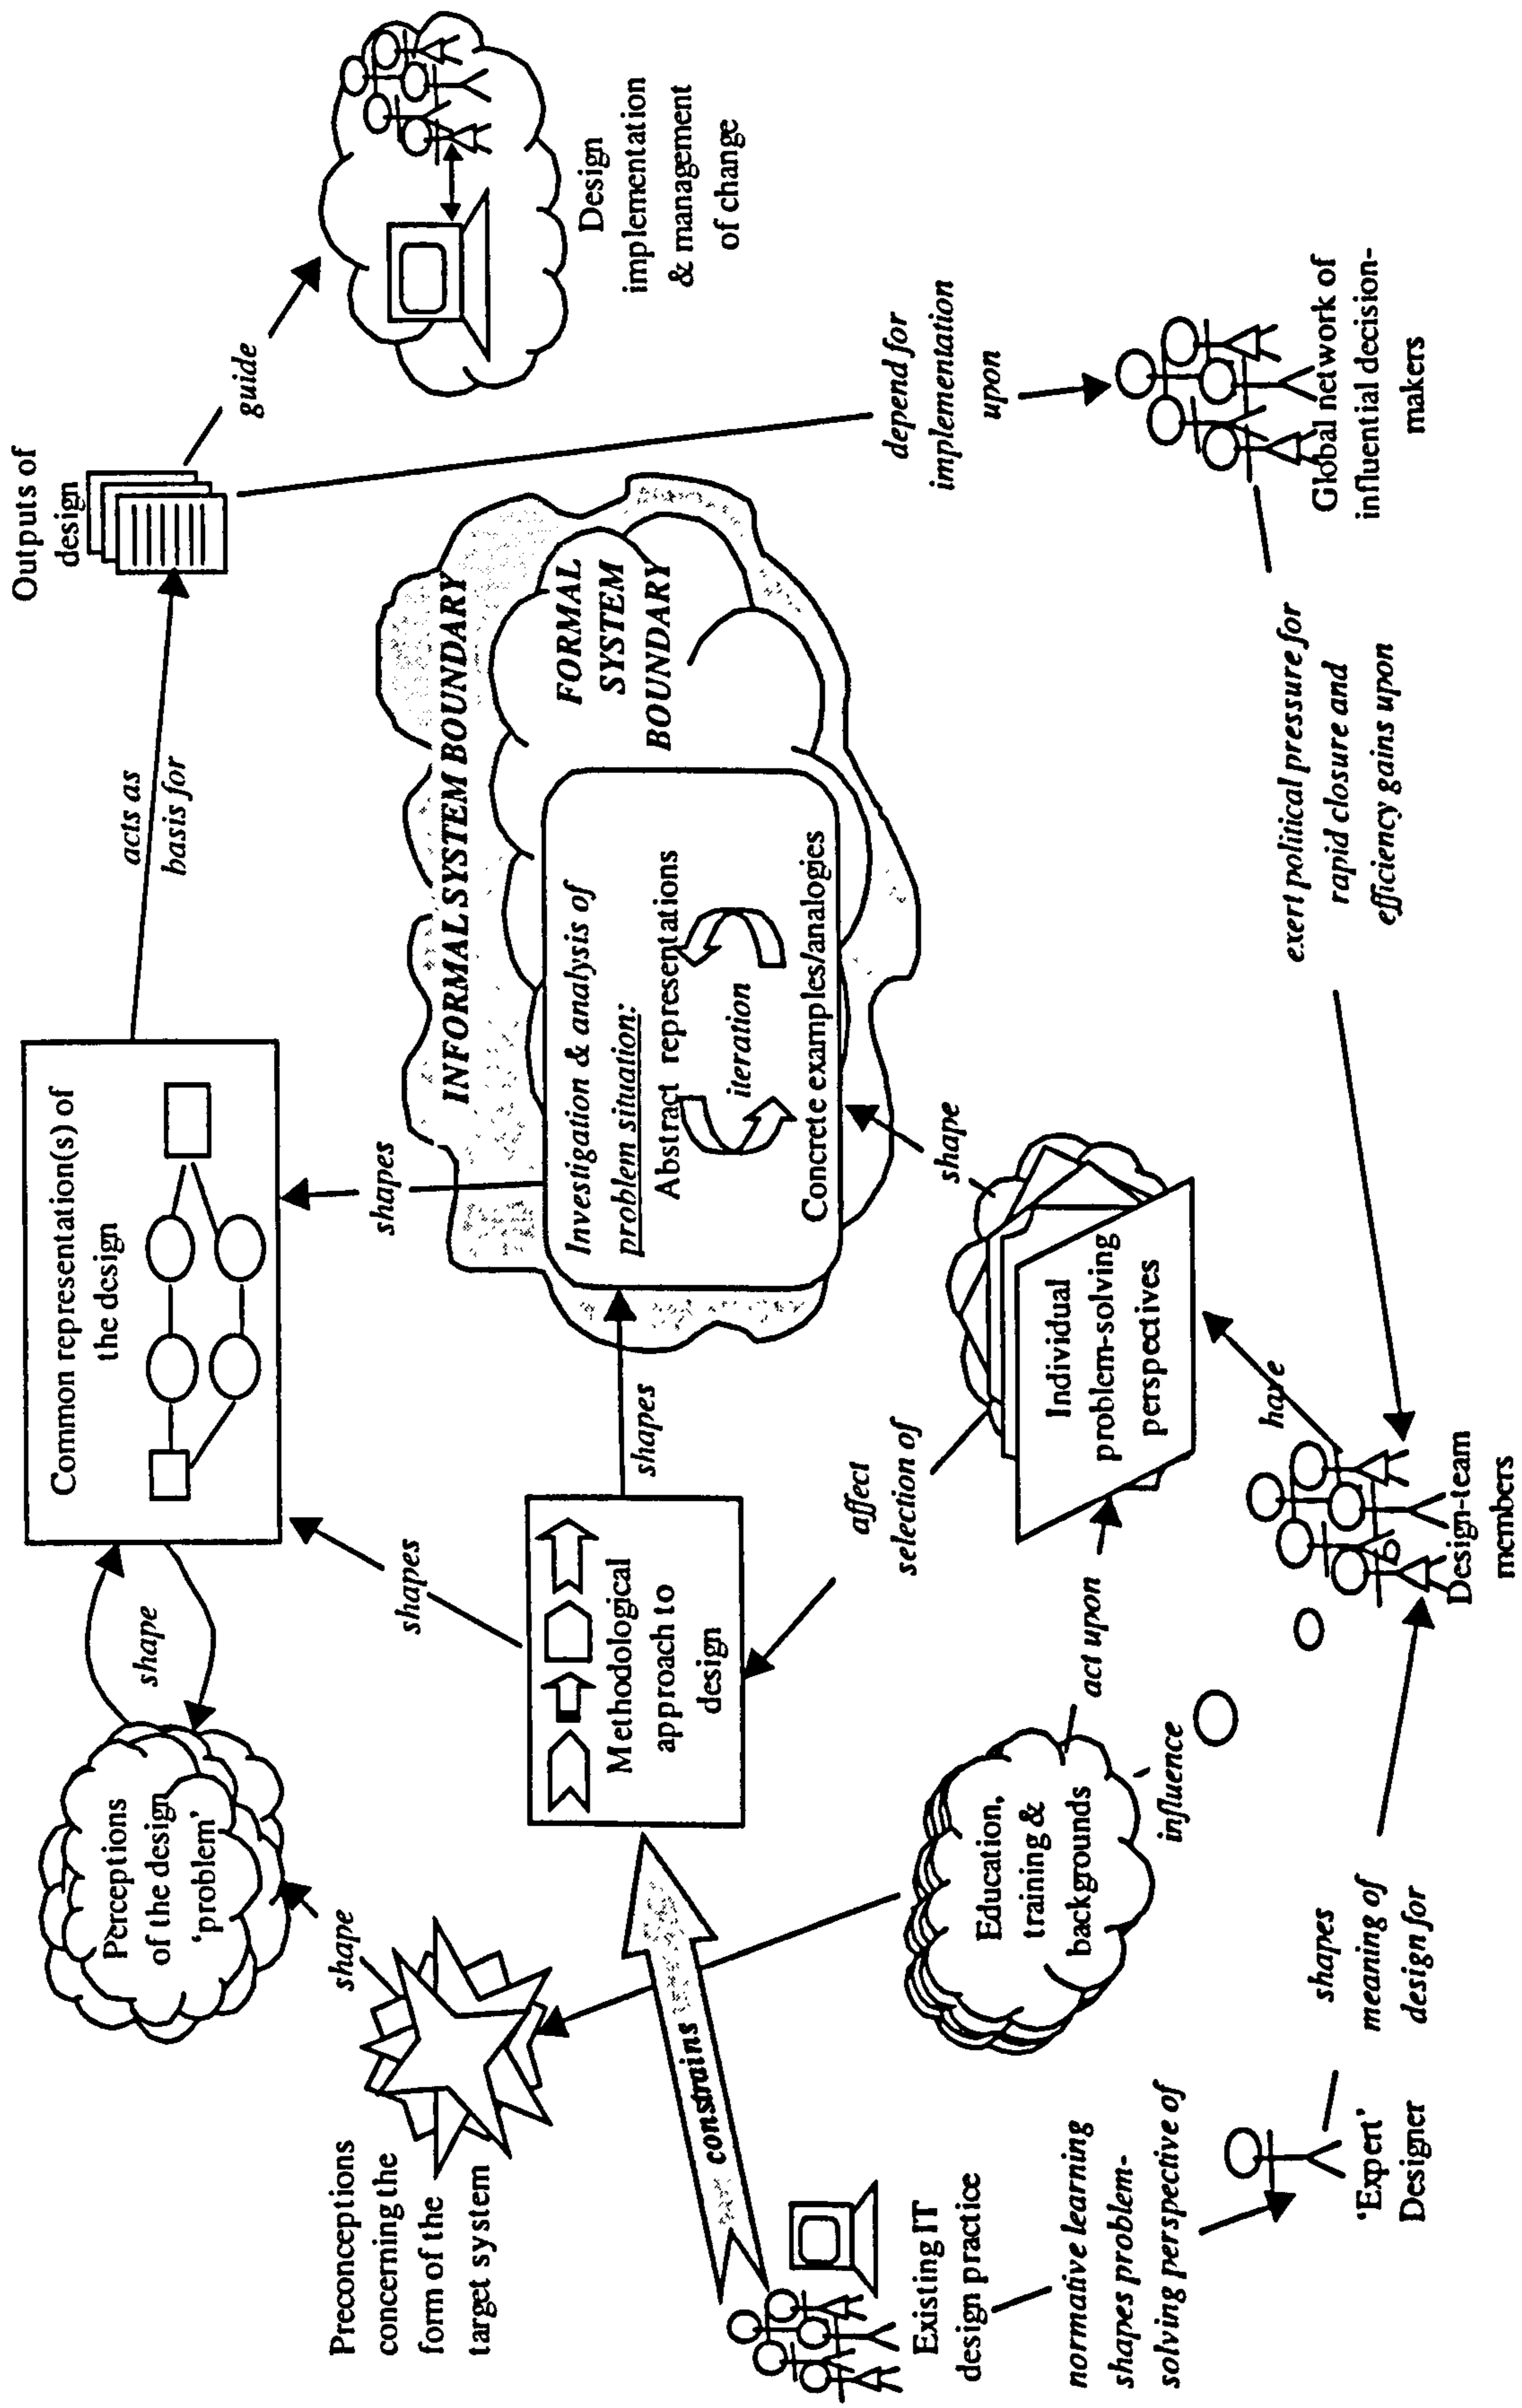 Outputs of
design
guide
Design
implementation
& management
of change
acts as
basis for
depend for
implementation
upon
Common representation(s) of
the design
shape
Perceptions
of the design
'problem'
shapes
shapes
INFORMAL SYSTEM BOUNDARY
FORMAL
SYSTEM
BOUNDARY
Investigation & analysis of
problem situation:
Abstract representations
iteration
Concrete examples/analogies
shape
Preconceptions
concerning the
form of the
target system
Methodological
approach to
design
shapes
constrains
affect
selection of
shape
Individual
problem-solving
perspectives
Education,
training &
backgrounds
act upon
influence
have
Existing IT
design practice
normative learning
shapes problem-
solving perspective of
'Expert'
Designer
shapes
meaning of
design for
Design-team
members
exert political pressure for
rapid closure and
efficiency gains upon
Global network of
influential decision-
makers